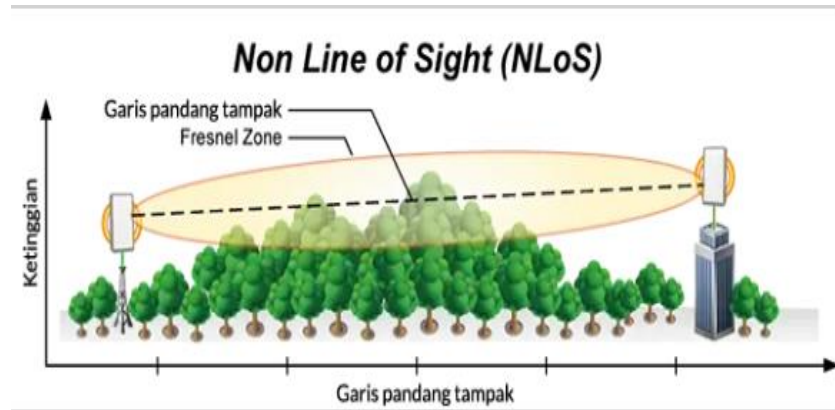 Non Line of Sight (NLoS)
Garis pandang tampak
Fresnel Zone
Ketinggian
Garis pandang tampak